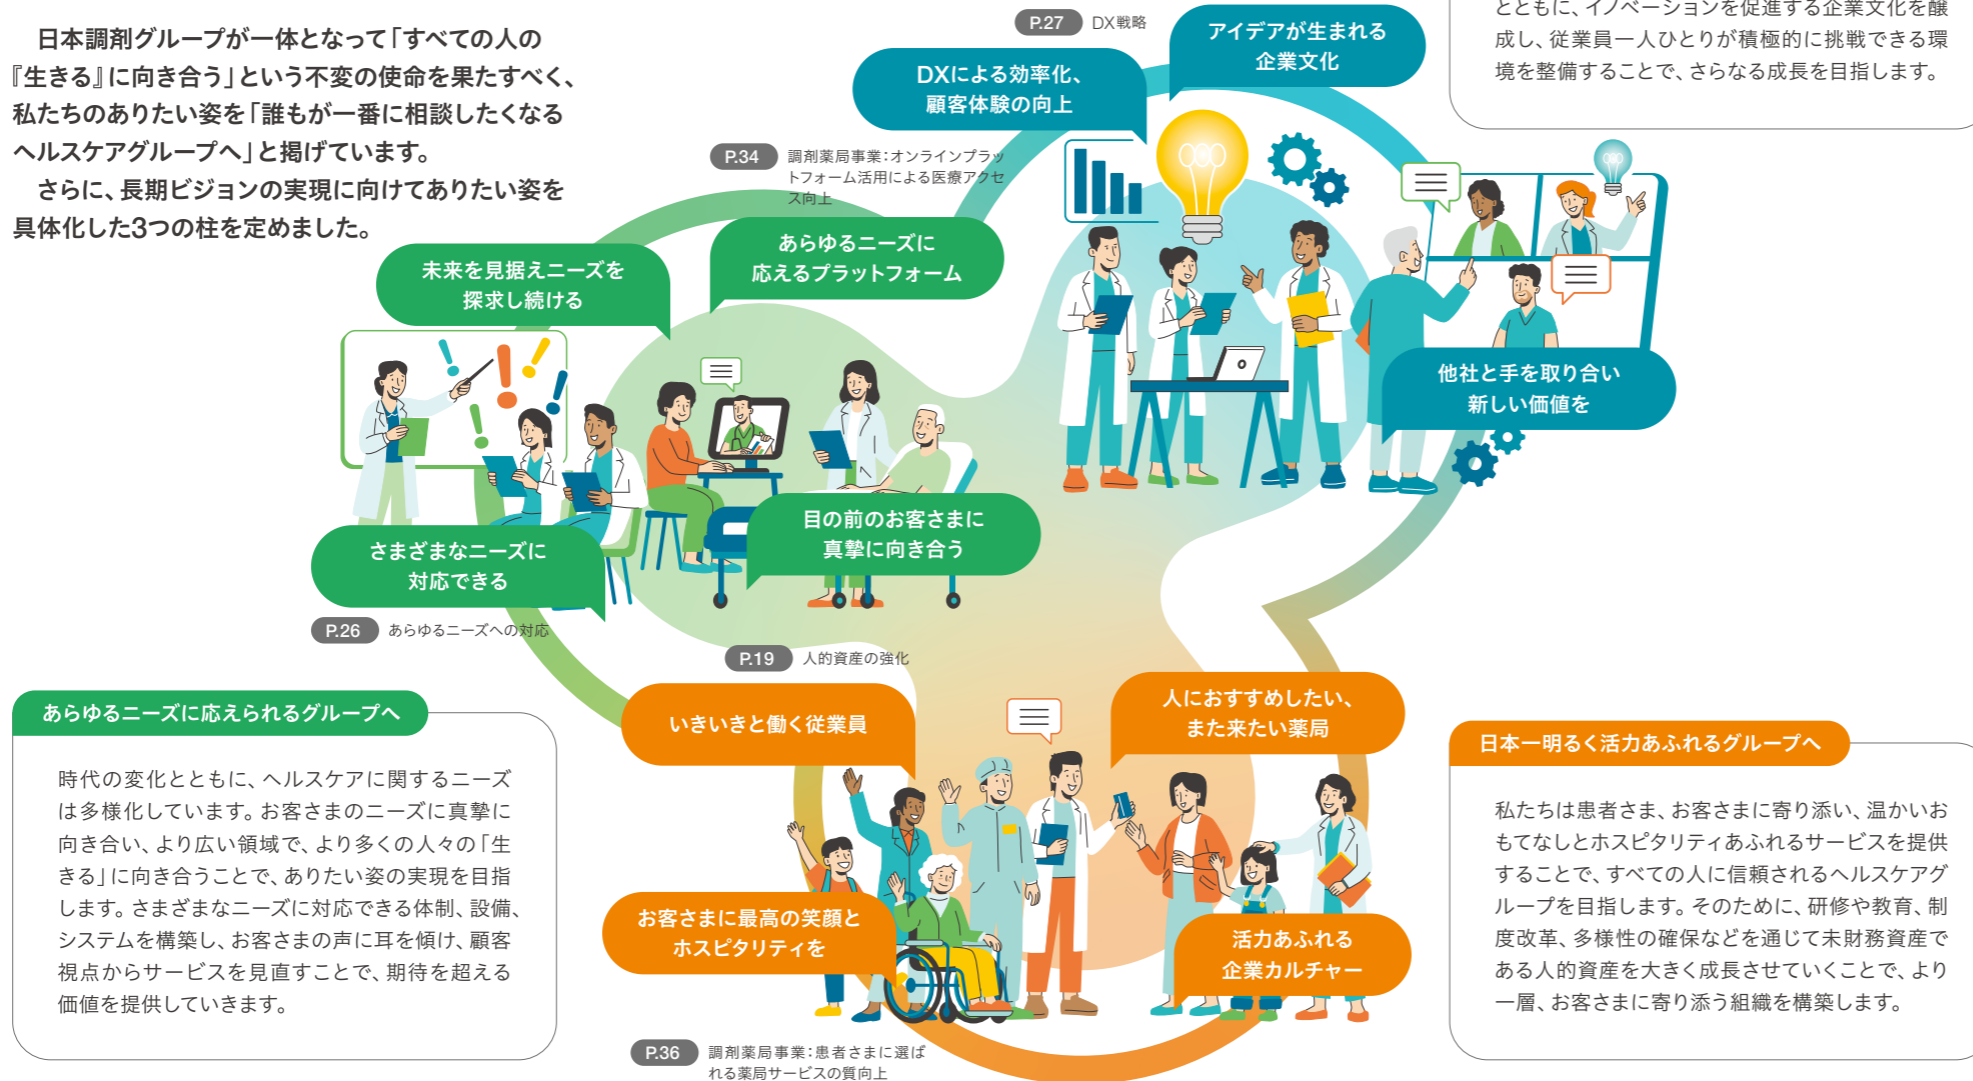 日本調剤グループが一体となって「すべての人の
『生きる』に向き合う」という不変の使命を果たすべく、
私たちのありたい姿を「誰もが一番に相談したくなる
ヘルスケアグループへ」と掲げています。
さらに、長期ビジョンの実現に向けてありたい姿を
具体化した3つの柱を定めました。
P.27 DX戦略
アイデアが生まれる
企業文化
DXによる効率化、
顧客体験の向上
とともに、イノベーションを促進する企業文化を醸
成し、従業員一人ひとりが積極的に挑戦できる環
境を整備することで、さらなる成長を目指します。
P.34 調剤薬局事業：オンラインプラッ
トフォーム活用による医療アクセ
ス向上
あらゆるニーズに
応えるプラットフォーム
未来を見据えニーズを
探求し続ける
他社と手を取り合い
新しい価値を
目の前のお客さまに
真摯に向き合う
さまざまなニーズに
対応できる
P.26 あらゆるニーズへの対応
P.19 人的資産の強化
いきいきと働く従業員
人におすすめしたい、
また来たい薬局
お客さまに最高の笑顔と
ホスピタリティを
活力あふれる
企業カルチャー
P.36 調剤薬局事業：患者さまに選ば
れる薬局サービスの質向上
あらゆるニーズに応えられるグループへ
時代の変化とともに、ヘルスケアに関するニーズ
は多様化しています。お客さまのニーズに真摯に
向き合い、より広い領域で、より多くの人々の「生
きる」に向き合うことで、ありたい姿の実現を目指
します。さまざまなニーズに対応できる体制、設備、
システムを構築し、お客さまの声に耳を傾け、顧客
視点からサービスを見直すことで、期待を超える
価値を提供していきます。
日本一明るく活力あふれるグループへ
私たちは患者さま、お客さまに寄り添い、温かいお
もてなしとホスピタリティあふれるサービスを提供
することで、すべての人に信頼されるヘルスケアグ
ループを目指します。そのために、研修や教育、制
度改革、多様性の確保などを通じて未財務資産で
ある人的資産を大きく成長させていくことで、より
一層、お客さまに寄り添う組織を構築します。